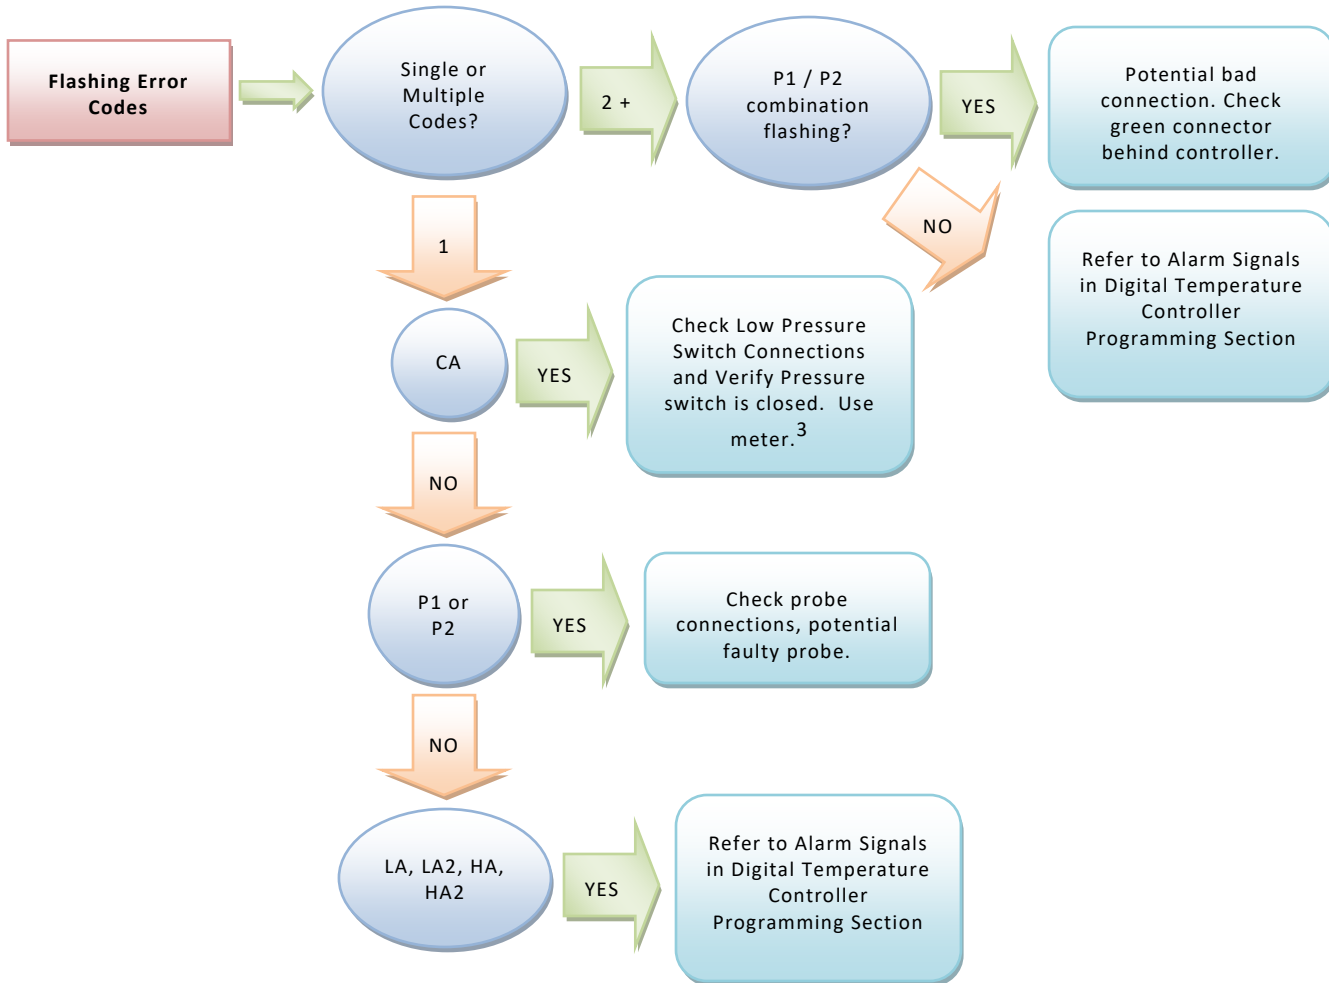 Flashing Error
Codes
Single or
Multiple
Codes?
2 +
P1 / P2
combination
flashing?
YES
Potential bad
connection. Check
green connector
behind controller.
NO
Refer to Alarm Signals
in Digital Temperature
Controller
Programming Section
1
CA
YES
Check Low Pressure
Switch Connections
and Verify Pressure
switch is closed.  Use
meter.3
NO
P1 or
P2
YES
Check probe
connections, potential
faulty probe.
NO
LA, LA2, HA,
HA2
YES
Refer to Alarm Signals
in Digital Temperature
Controller
Programming Section